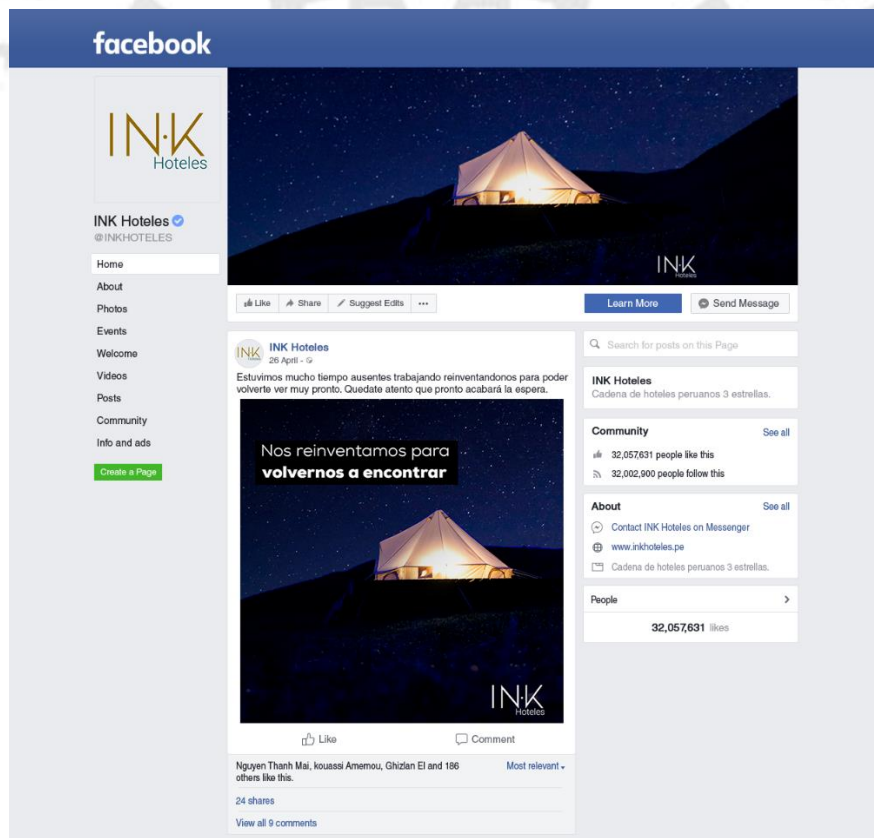 facebook
IN·K
Hoteles
INK Hoteles
@INKHOTELES
Home
About
Photos
Events
Welcome
Videos
Posts
Community
Info and ads
Create a Page
IN·K
Hoteles
Like Share Suggest Edits ...
Learn More Send Message
INK Hoteles
26 April -
Estuvimos mucho tiempo ausentes trabajando reinventandonos para poder
volverte ver muy pronto. Quedate atento que pronto acabará la espera.
Nos reinventamos para
volvernos a encontrar
IN·K
Hoteles
Like Comment
Nguyen Thanh Mai, kouassi Amemou, Ghizlan El and 186
others like this.
Most relevant
24 shares
View all 9 comments
Search for posts on this Page
INK Hoteles
Cadena de hoteles peruanos 3 estrellas.
Community See all
32,057,631 people like this
32,002,900 people follow this
About See all
Contact INK Hoteles on Messenger
www.inkhoteles.pe
Cadena de hoteles peruanos 3 estrellas.
People
32,057,631 likes